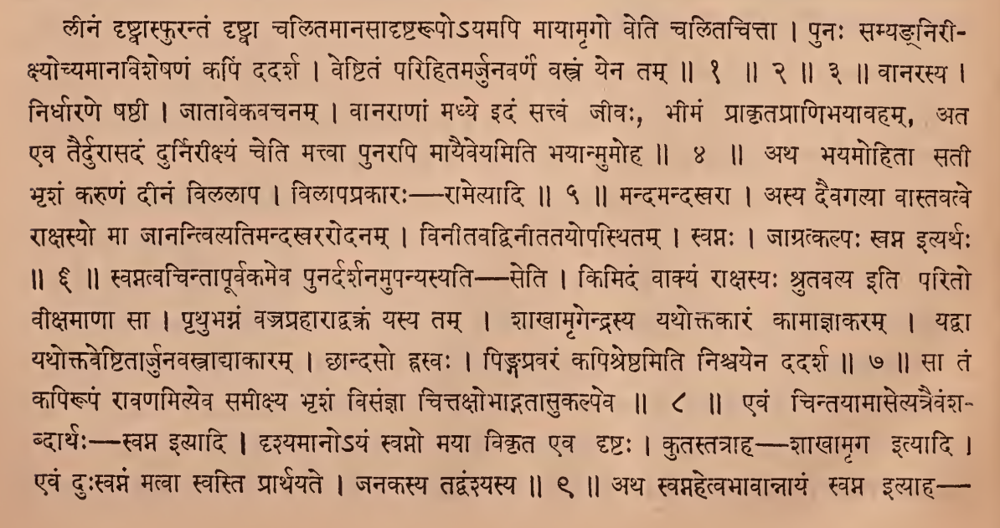 लीनं दृष्ट्वास्फुरन्तं दृष्ट्वा चलितमानसादृष्टरूपोऽयमपि मायामृगो वेति चलितचित्ता । पुनः सम्यङ्निरी-
क्ष्योच्यमानविशेषणं कपिं ददर्श । वेष्टितं परिहितमर्जुनवर्णं वस्त्रं येन तम् ॥ १ ॥ २ ॥ ३ ॥ वानरस्य ।
निर्धारणे षष्ठी । जातावेकवचनम् । वानराणां मध्ये इदं सत्त्वं जीवः, भीमं प्राकृतप्राणिभयावहम्, अत
एव तैर्दुरासदं दुर्निरीक्ष्यं चेति मत्त्वा पुनरपि मायैवेयमिति भयान्मुमोह ॥ ४ ॥ अथ भयमोहिता सती
भृशं करुणं दीनं विललाप । विलापप्रकारः—रामेत्यादि ॥ ५ ॥ मन्दमन्दस्वरा । अस्य दैवगत्या वास्तवत्वे
राक्षस्यो मा जानन्त्वित्यतिमन्दस्वररोदनम् । विनीतवद्विनीततयोपस्थितम् । स्वप्नः । जाग्रत्कल्पः स्वप्न इत्यर्थः
॥ ६ ॥ स्वप्नत्वचिन्तापूर्वकमेव पुनर्दर्शनमुपन्यस्यति—सेति । किमिदं वाक्यं राक्षस्यः श्रुतवत्य इति परितो
वीक्षमाणा सा । पृथुभग्नं वज्रप्रहाराद्वक्त्रं यस्य तम् । शाखामृगेन्द्रस्य यथोक्तकारं कामाज्ञाकरम् । यद्वा
यथोक्तवेष्टितार्जुनवस्त्राद्याकारम् । छान्दसो ह्रस्वः । पिङ्गप्रवरं कपिश्रेष्ठमिति निश्चयेन ददर्श ॥ ७ ॥ सा तं
कपिरूपं रावणमित्येव समीक्ष्य भृशं विसंज्ञा चित्तक्षोभाद्गतासुकल्पेव ॥ ८ ॥ एवं चिन्तयामासेत्यत्रैवंश-
ब्दार्थः—स्वप्न इत्यादि । दृश्यमानोऽयं स्वप्नो मया विकृत एव दृष्टः । कुतस्तत्राह—शाखामृग इत्यादि ।
एवं दुःस्वप्नं मत्वा स्वस्ति प्रार्थयते । जनकस्य तद्वंश्यस्य ॥ ९ ॥ अथ स्वप्नहेत्वभावान्नायं स्वप्न इत्याह—